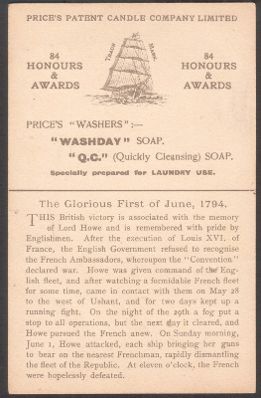 PRICE'S PATENT CANDLE COMPANY LIMITED
TRADE MARK.
84
HONOURS
&
AWARDS
84
HONOURS
&
AWARDS
PRICE'S "WASHERS":—
"WASHDAY" SOAP.
"Q.C." (Quickly Cleansing) SOAP.
Specially prepared for LAUNDRY USE.
The Glorious First of June, 1794.
THIS British victory is associated with the memory
of Lord Howe and is remembered with pride by
Englishmen. After the execution of Louis XVI. of
France, the English Government refused to recognise
the French Ambassadors, whereupon the "Convention"
declared war. Howe was given command of the Eng-
lish fleet, and after watching a formidable French fleet
for some time, came in contact with them on May 28
to the west of Ushant, and for two days kept up a
running fight. On the night of the 29th a fog put a
stop to all operations, but the next day it cleared, and
Howe pursued the French anew. On Sunday morning,
June 1, Howe attacked, each ship bringing her guns
to bear on the nearest Frenchman, rapidly dismantling
the fleet of the Republic. At eleven o'clock, the French
were hopelessly defeated.